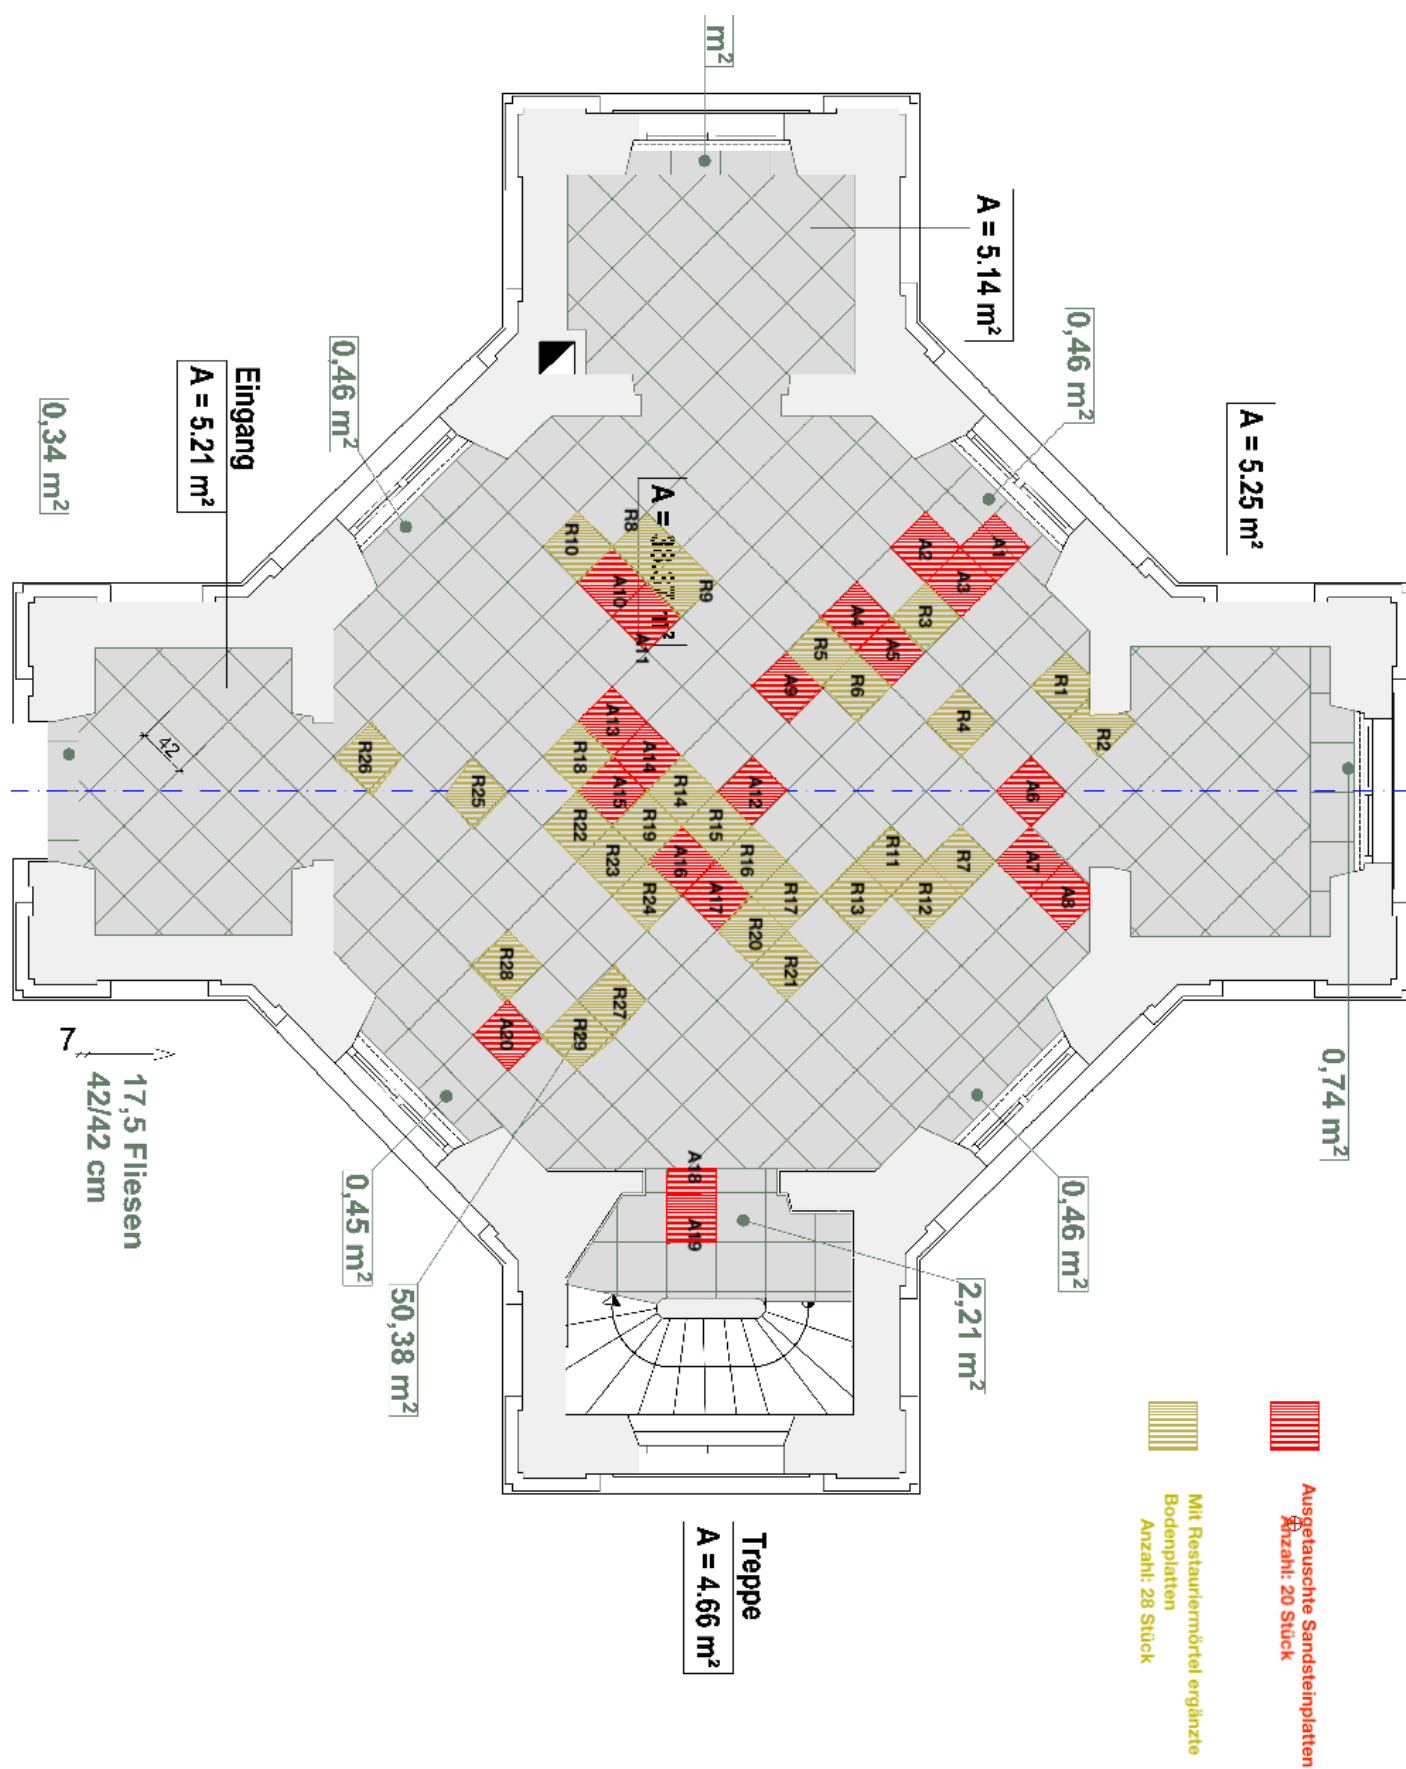 m²
A = 5.14 m²
0,46 m²
0,46 m²
A = 5.25 m²
Eingang
A = 5.21 m²
0,34 m²
A1
A2
A3
R3
A4
A5
R5
R6
A9
R4
R1
R2
R8
R9
R10
A10
A11
A13
A14
R18
A15
R14
A12
R15
R19
R22
R23
R24
A16
A17
R16
R17
R20
R21
A6
A7
A8
R7
R11
R12
R13
R26
R25
42
R28
R27
R29
A20
A18
A19
7
17,5 Fliesen
42/42 cm
0,45 m²
50,38 m²
2,21 m²
0,46 m²
0,74 m²
Treppe
A = 4.66 m²
Ausgetauschte Sandsteinplatten
Anzahl: 20 Stück
Mit Restauriermörtel ergänzte
Bodenplatten
Anzahl: 28 Stück